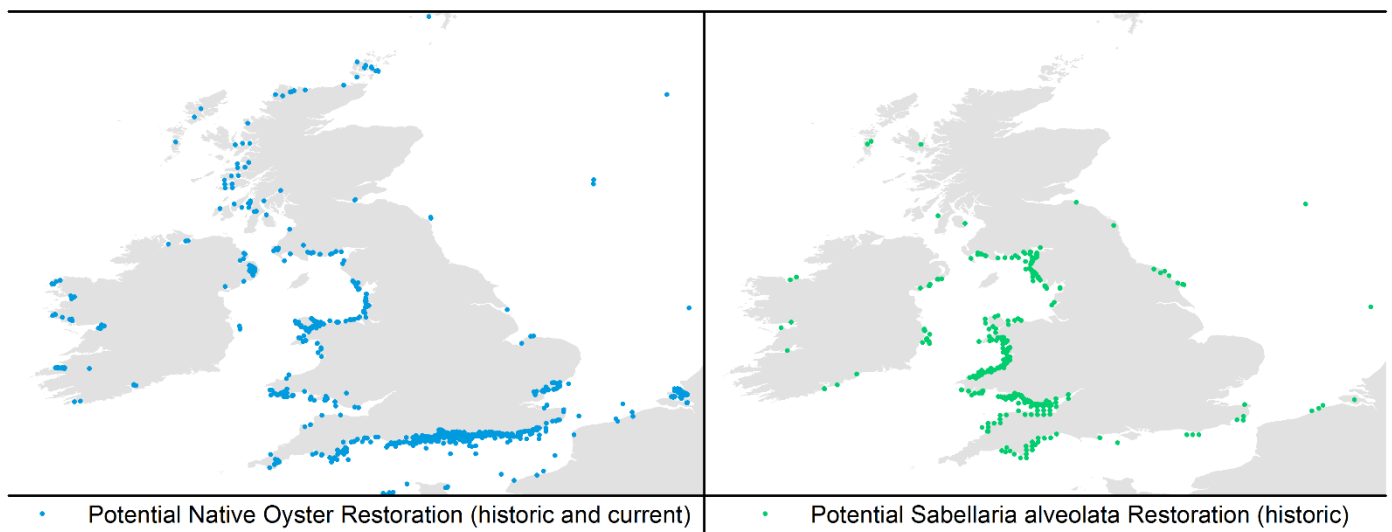 Potential Native Oyster Restoration (historic and current)
Potential Sabellaria alveolata Restoration (historic)